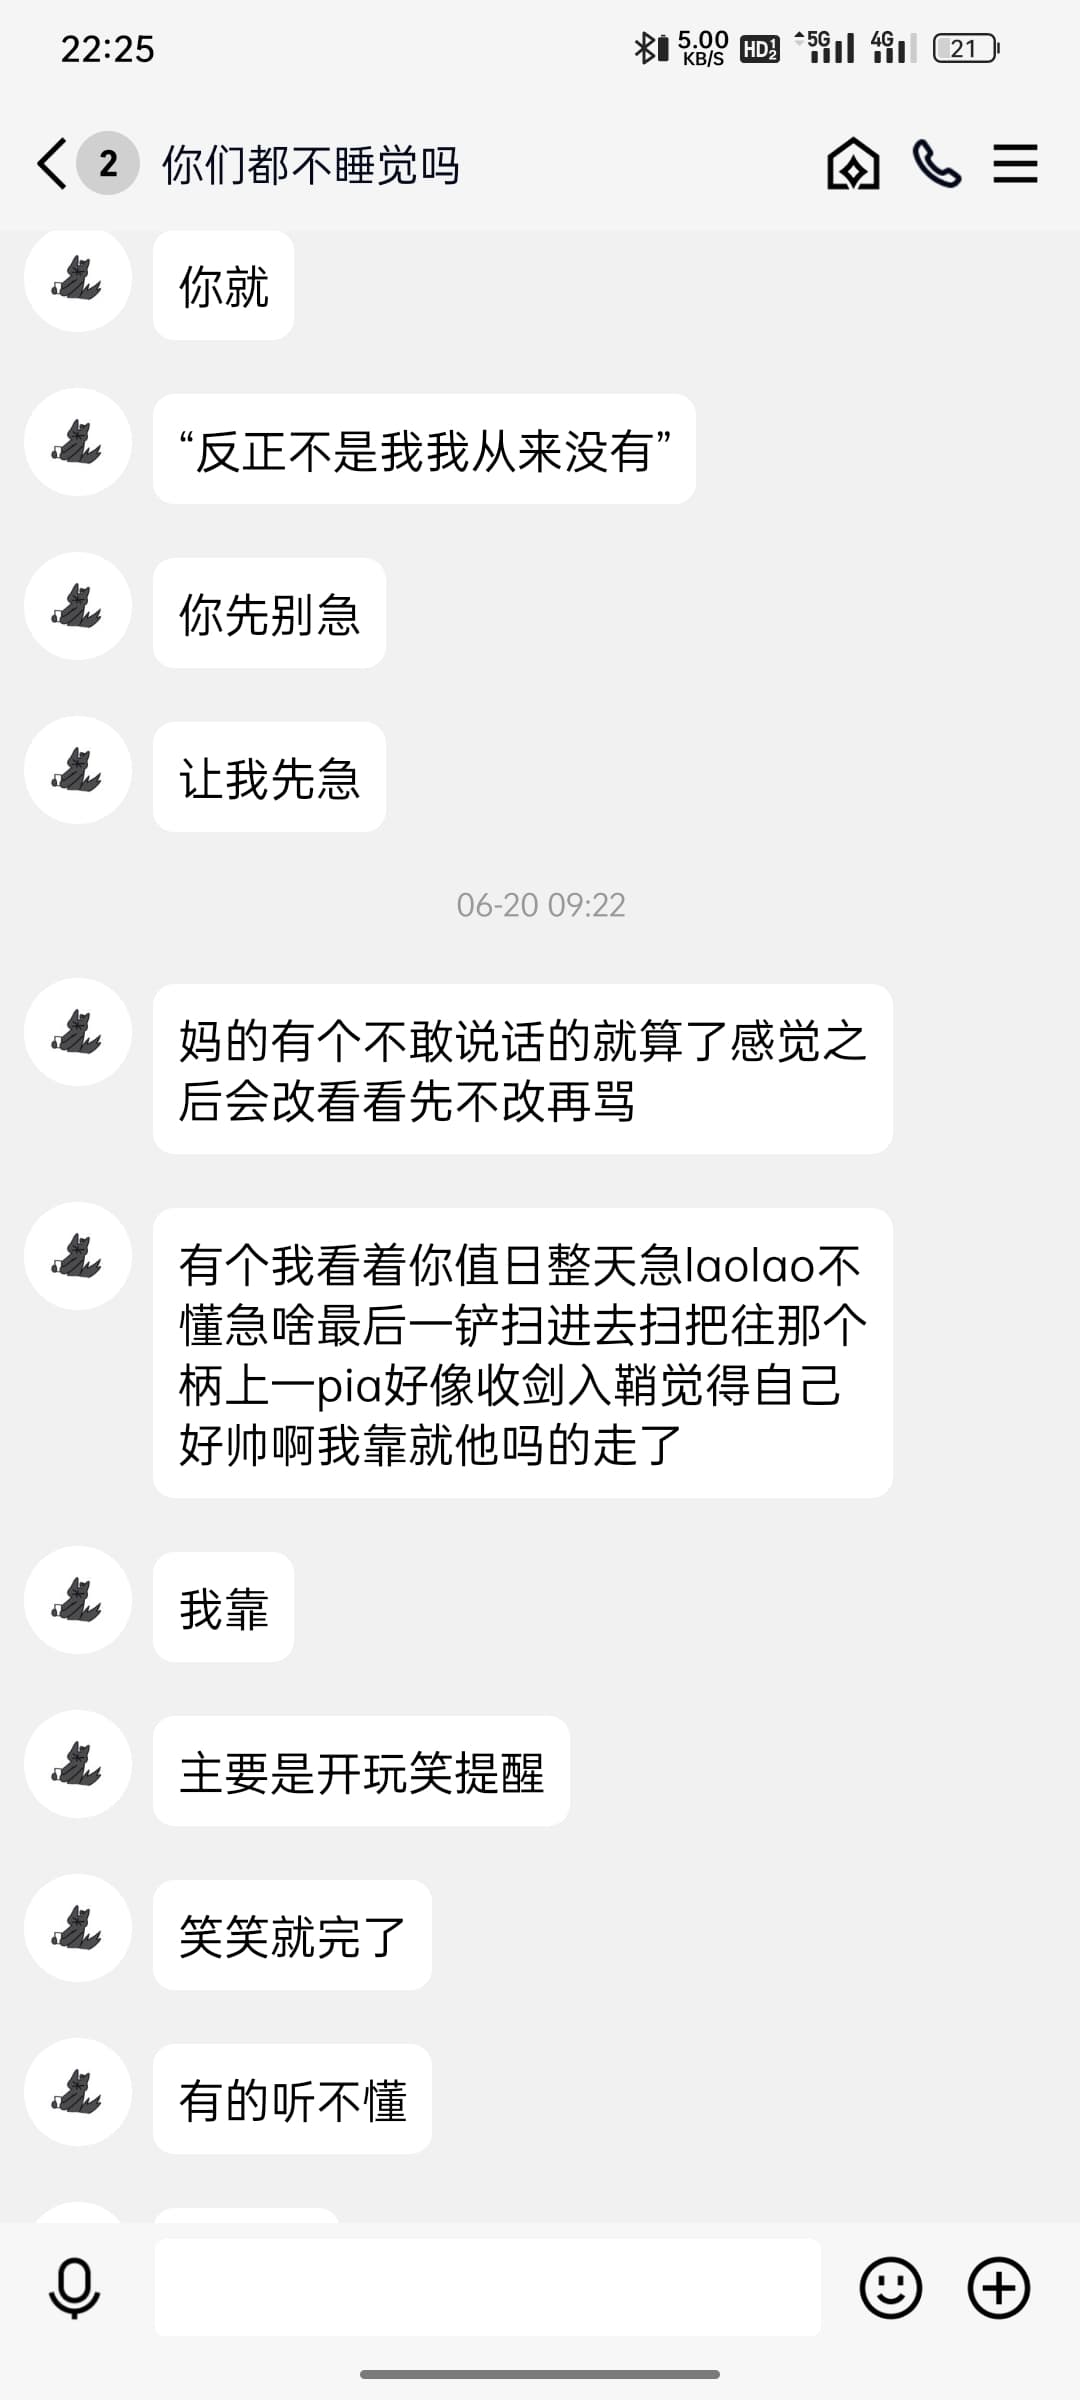 22:25
5.00
KB/S
HD
5G
4G
21
2
你们都不睡觉吗
你就
“反正不是我我从来没有”
你先别急
让我先急
06-20 09:22
妈的有个不敢说话的就算了感觉之
后会改看看先不改再骂
有个我看着你值日整天急laolao不
懂急啥最后一铲扫进去扫把往那个
柄上一pia好像收剑入鞘觉得自己
好帅啊我靠就他吗的走了
我靠
主要是开玩笑提醒
笑笑就完了
有的听不懂